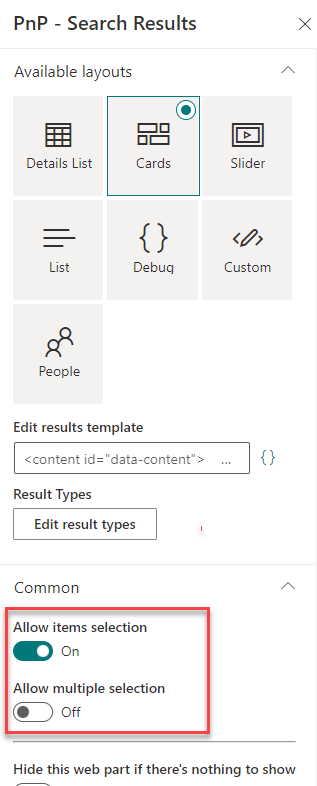 PnP - Search Results
Available layouts
Details List
Cards
Slider
List
Debug
Custom
People
Edit results template
<content id="data-content"> ...
{}
Result Types
Edit result types
Common
Allow items selection
On
Allow multiple selection
Off
Hide this web part if there's nothing to show